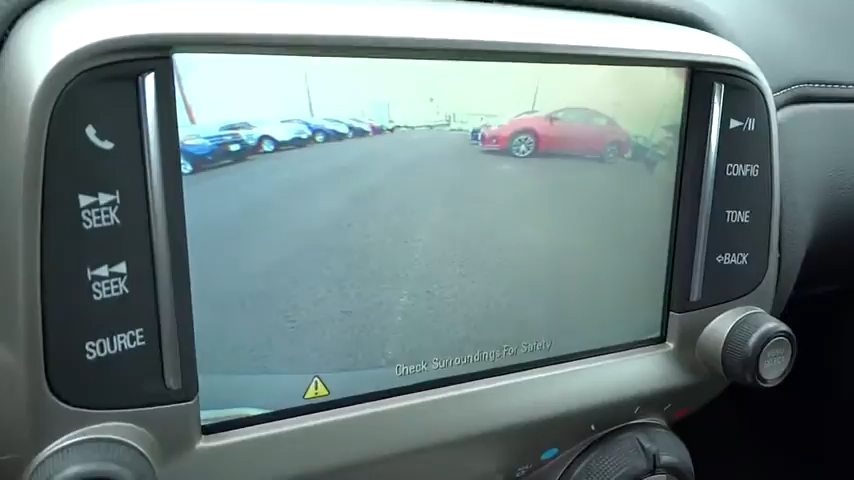 SEEK
SEEK
SOURCE
Check Surroundings For Safety
CONFIG
TONE
BACK